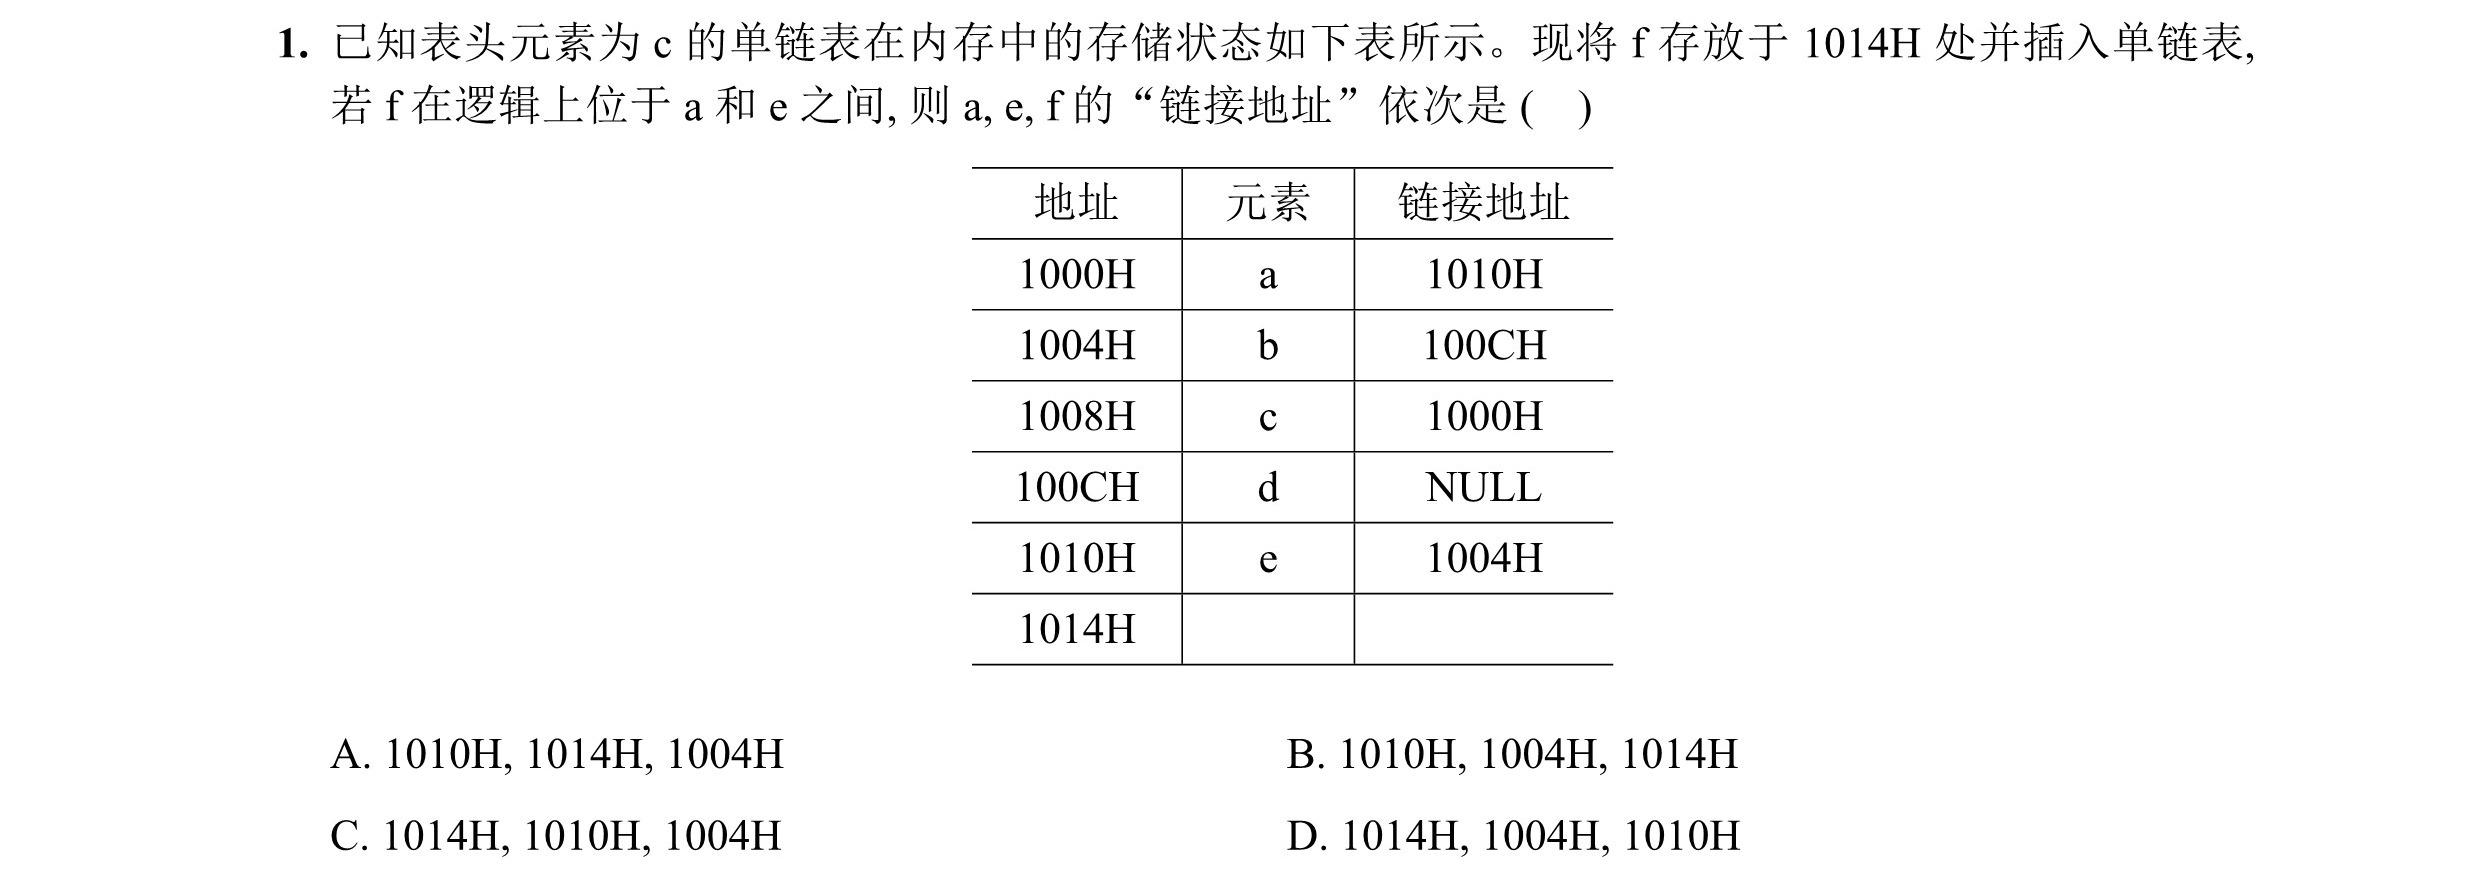 1. 已知表头元素为 c 的单链表在内存中的存储状态如下表所示。现将 f 存放于 1014H 处并插入单链表,
若 f 在逻辑上位于 a 和 e 之间, 则 a, e, f 的“链接地址”依次是 ( )
地址 元素 链接地址
1000H a 1010H
1004H b 100CH
1008H c 1000H
100CH d NULL
1010H e 1004H
1014H
A. 1010H, 1014H, 1004H B. 1010H, 1004H, 1014H
C. 1014H, 1010H, 1004H D. 1014H, 1004H, 1010H